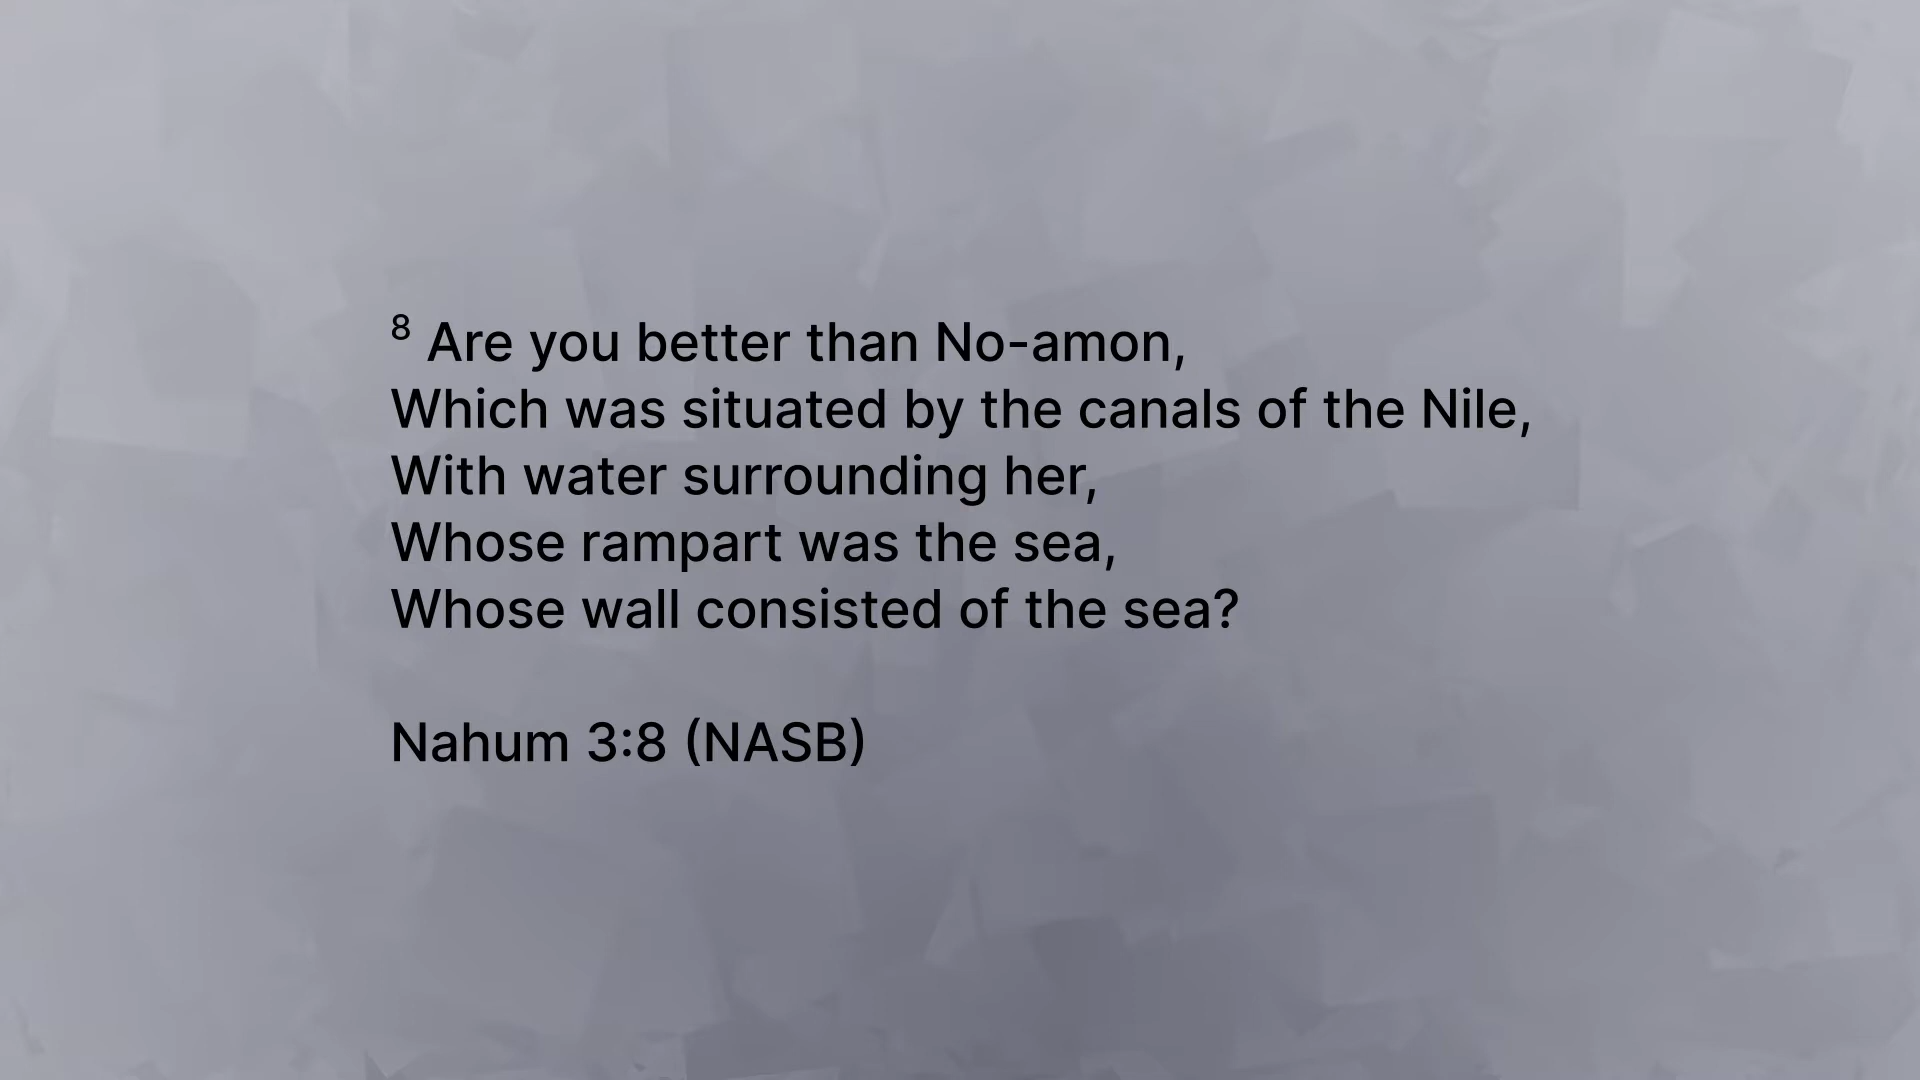 8 Are you better than No-amon,
Which was situated by the canals of the Nile,
With water surrounding her,
Whose rampart was the sea,
Whose wall consisted of the sea?
Nahum 3:8 (NASB)